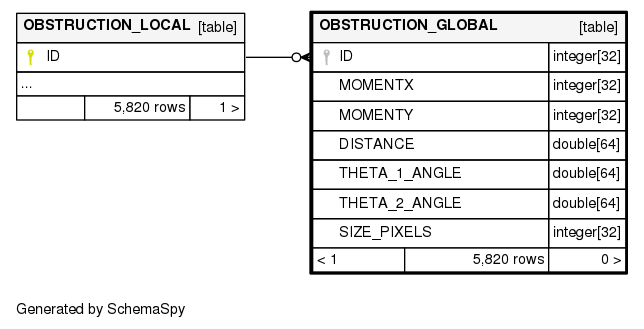 OBSTRUCTION_LOCAL [table]
ID
...
5,820 rows 1 >
OBSTRUCTION_GLOBAL [table]
ID integer[32]
MOMENTX integer[32]
MOMENTY integer[32]
DISTANCE double[64]
THETA_1_ANGLE double[64]
THETA_2_ANGLE double[64]
SIZE_PIXELS integer[32]
< 1 5,820 rows 0 >
Generated by SchemaSpy